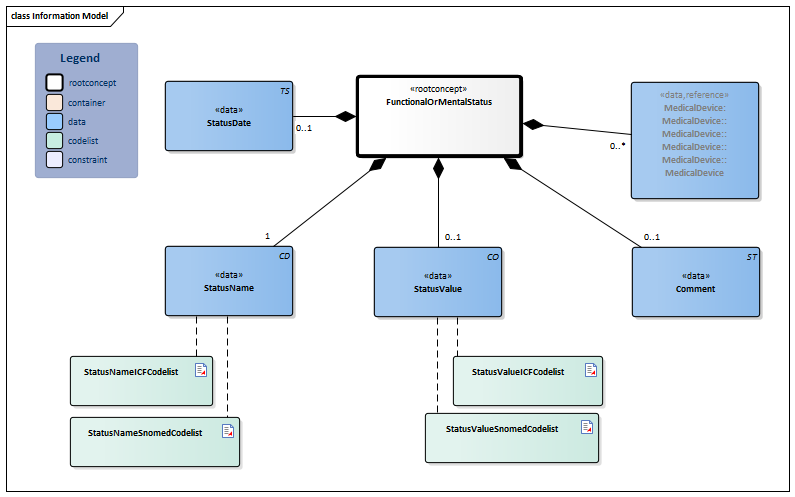 class Information Model
Legend
rootconcept
container
data
codelist
constraint
TS
«data»
StatusDate
0..1
«rootconcept»
FunctionalOrMentalStatus
«data,reference»
MedicalDevice:
MedicalDevice::
MedicalDevice::
MedicalDevice::
MedicalDevice::
MedicalDevice
0..*
1
0..1
0..1
CD
«data»
StatusName
CO
«data»
StatusValue
ST
«data»
Comment
StatusNameICFCodelist
StatusValueICFCodelist
StatusNameSnomedCodelist
StatusValueSnomedCodelist